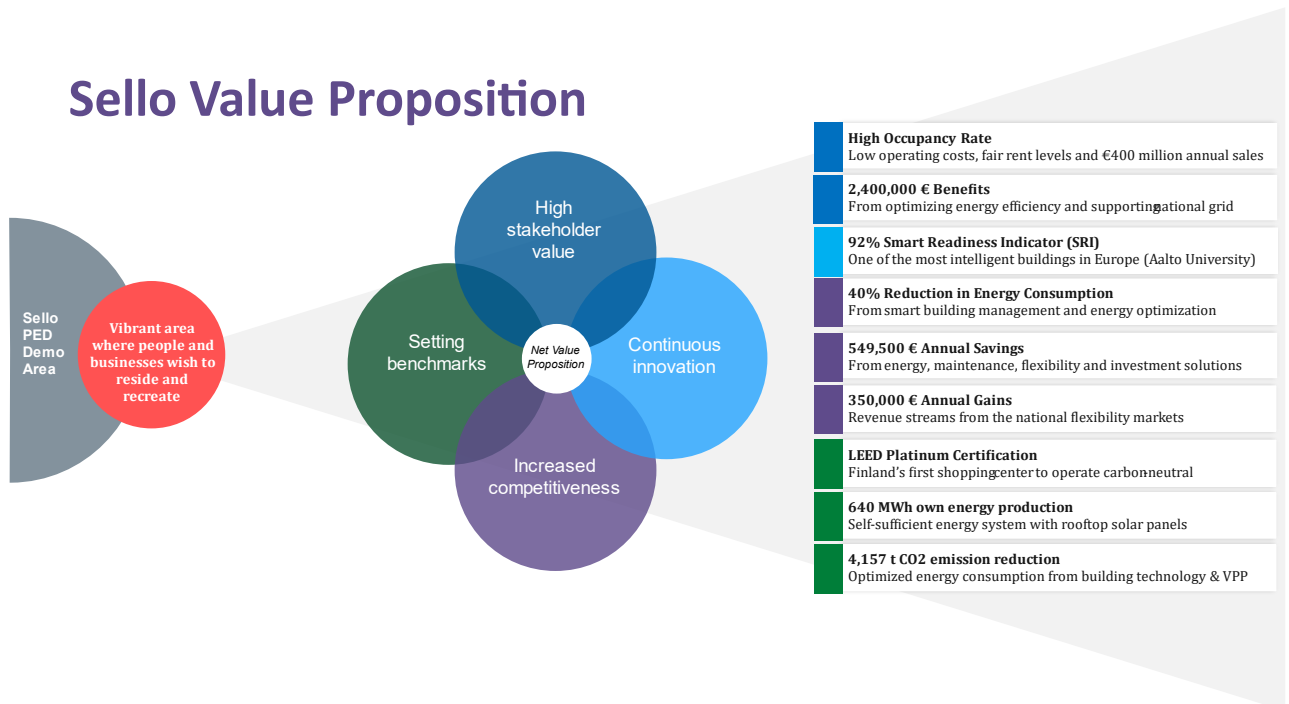 Sello Value Proposition
Sello
PED
Demo
Area
Vibrant area
where people and
businesses wish to
reside and
recreate
High
stakeholder
value
Setting
benchmarks
Net Value
Proposition
Continuous
innovation
Increased
competitiveness
High Occupancy Rate
Low operating costs, fair rent levels and €400 million annual sales
2,400,000 € Benefits
From optimizing energy efficiency and supporting national grid
92% Smart Readiness Indicator (SRI)
One of the most intelligent buildings in Europe (Aalto University)
40% Reduction in Energy Consumption
From smart building management and energy optimization
549,500 € Annual Savings
From energy, maintenance, flexibility and investment solutions
350,000 € Annual Gains
Revenue streams from the national flexibility markets
LEED Platinum Certification
Finland's first shopping center to operate carbon-neutral
640 MWh own energy production
Self-sufficient energy system with rooftop solar panels
4,157 t CO2 emission reduction
Optimized energy consumption from building technology & VPP